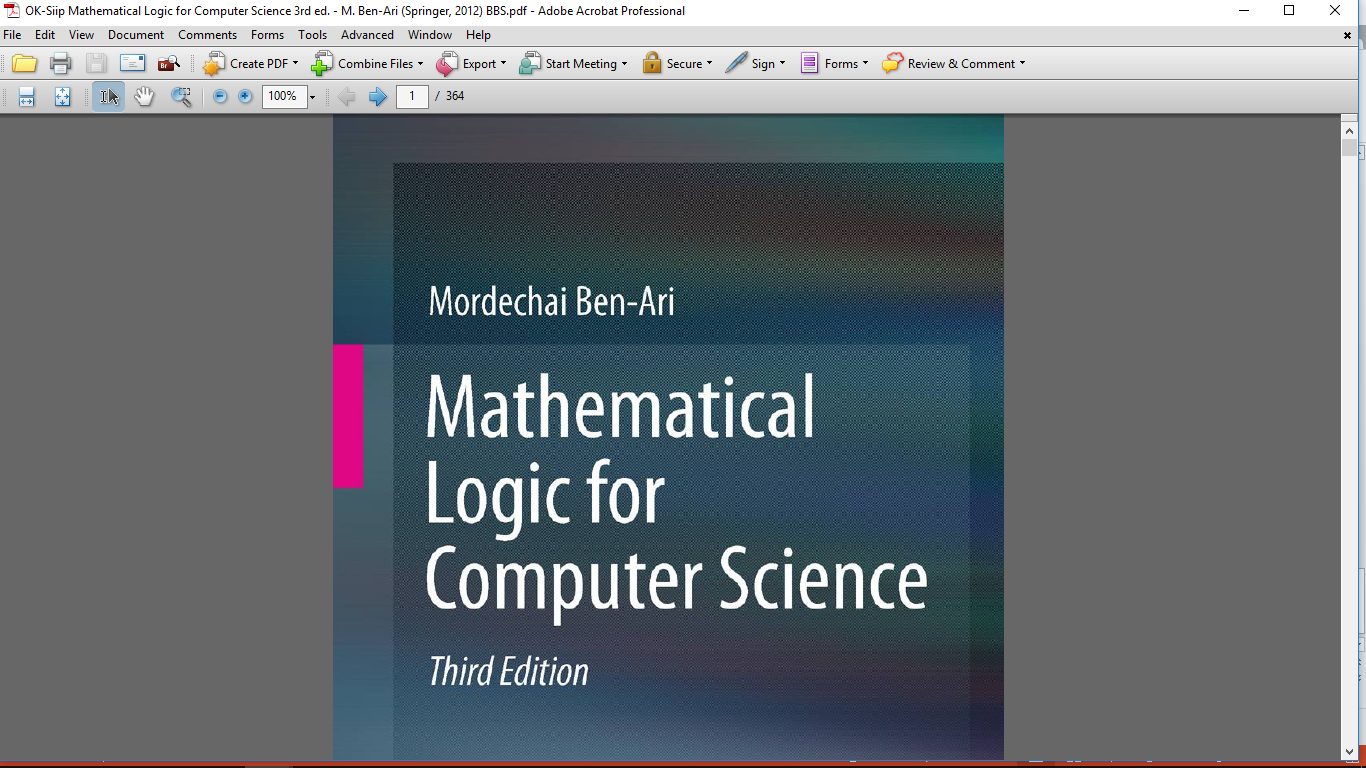 OK-Siip Mathematical Logic for Computer Science 3rd ed. - M. Ben-Ari (Springer, 2012) BBS.pdf - Adobe Acrobat Professional
File Edit View Document Comments Forms Tools Advanced Window Help
Create PDF Combine Files Export Start Meeting Secure Sign Forms Review & Comment
100% 1 / 364
Mordechai Ben-Ari
Mathematical
Logic for
Computer Science
Third Edition